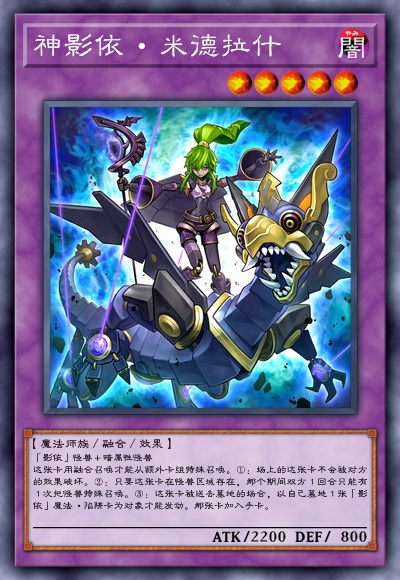 神影依·米德拉什
やみ
闇
【魔法师族/融合/效果】
「影依」怪兽+暗属性怪兽
这张卡用融合召唤才能从额外卡组特殊召唤。①:场上的这张卡不会被对方
的效果破坏。②:只要这张卡在怪兽区域存在,那个期间双方1回合只能有
1次把怪兽特殊召唤。③:这张卡被送去墓地的场合,以自己墓地1张「影
依」魔法·陷阱卡为对象才能发动。那张卡加入手卡。
ATK/2200 DEF/ 800